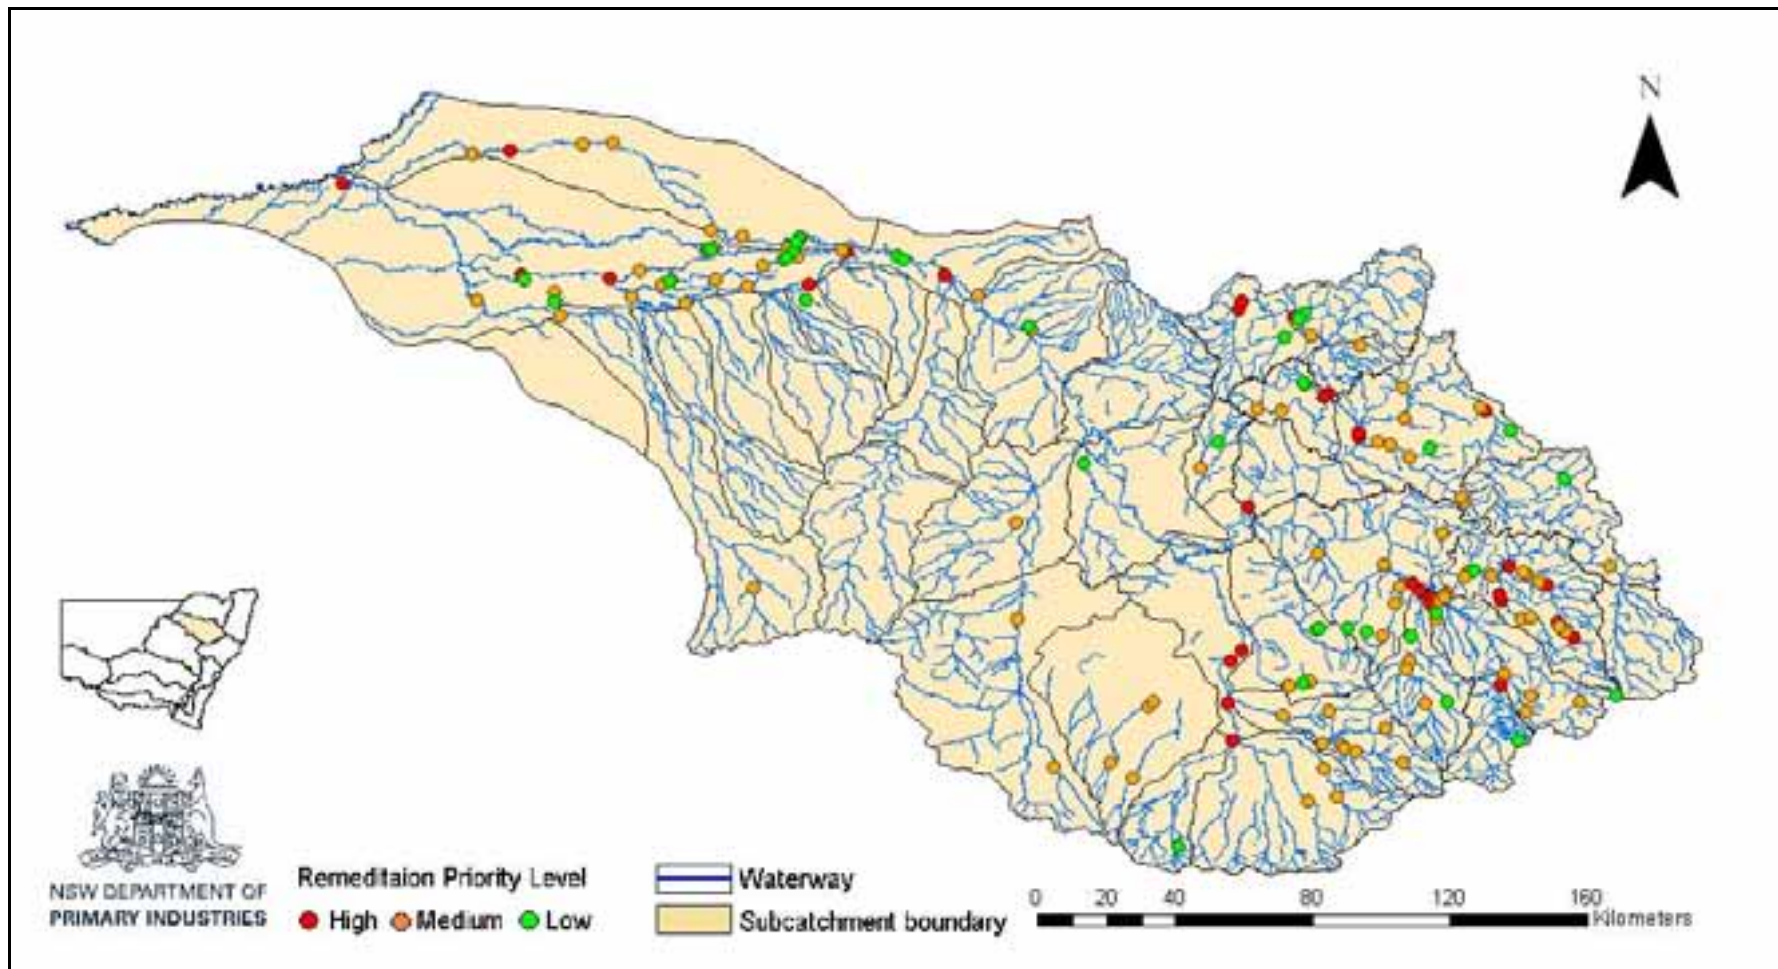 N
NSW DEPARTMENT OF
PRIMARY INDUSTRIES
Remeditaion Priority Level
High Medium Low
Waterway
Subcatchment boundary
0 20 40 80 120 160
Kilometers